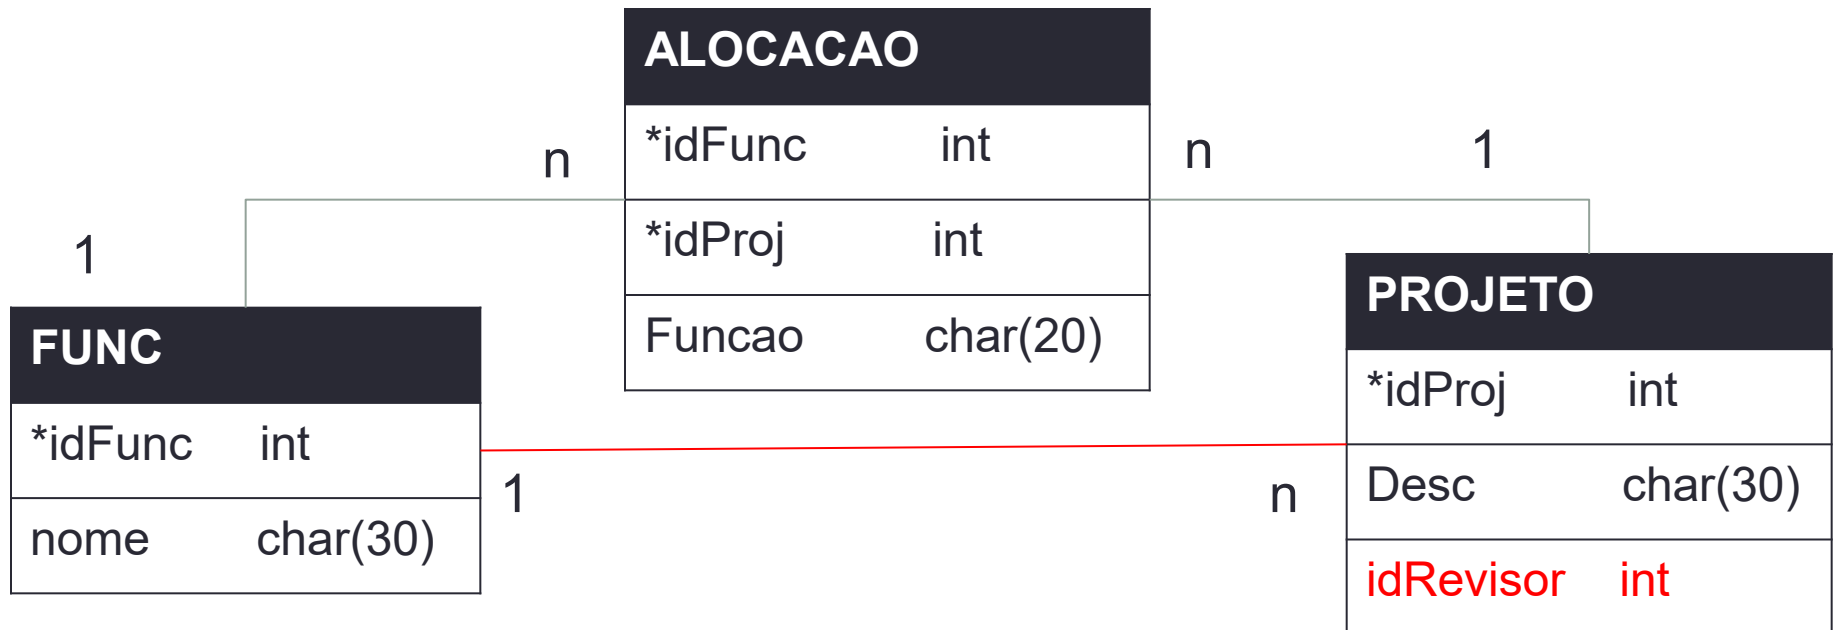 ALOCACAO
*idFunc int
*idProj int
Funcao char(20)
n
n
1
1
FUNC
*idFunc int
nome char(30)
1
n
PROJETO
*idProj int
Desc char(30)
idRevisor int